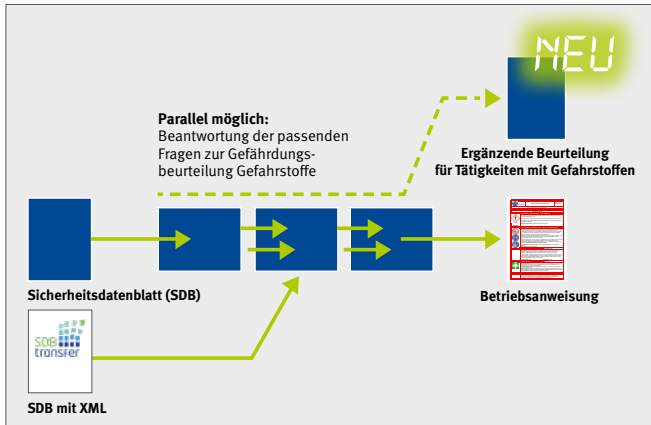 NEU
Parallel möglich:
Beantwortung der passenden
Fragen zur Gefährdungs-
beurteilung Gefahrstoffe
Ergänzende Beurteilung
für Tätigkeiten mit Gefahrstoffen
Sicherheitsdatenblatt (SDB)
Betriebsanweisung
SDB
transfer
SDB mit XML